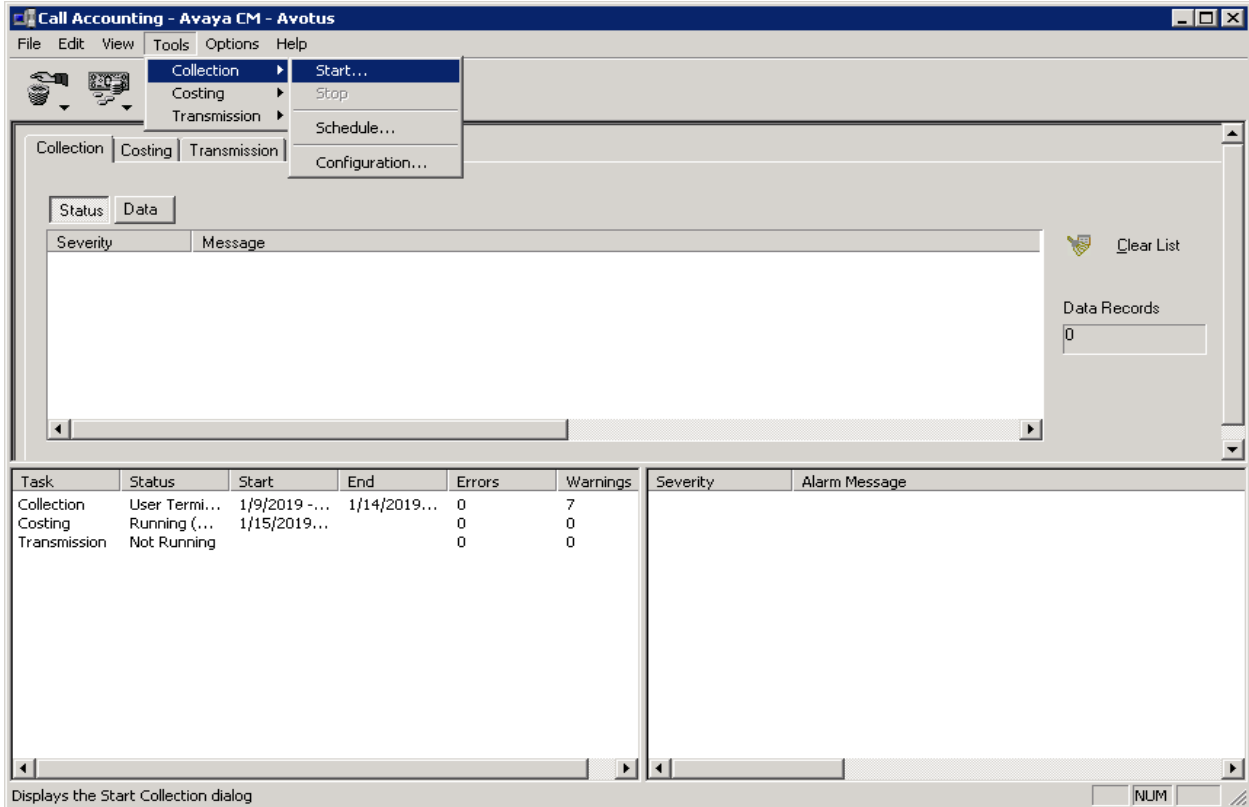 Call Accounting - Avaya CM - Avotus
File Edit View Tools Options Help
Collection
Costing
Transmission
Start...
Stop
Schedule...
Configuration...
Collection Costing Transmission
Status Data
Severity Message
Clear List
Data Records
0
Task Status Start End Errors Warnings
Collection User Termi... 1/9/2019 -... 1/14/2019... 0 7
Costing Running (... 1/15/2019... 0 0
Transmission Not Running 0 0
Severity Alarm Message
Displays the Start Collection dialog
NUM